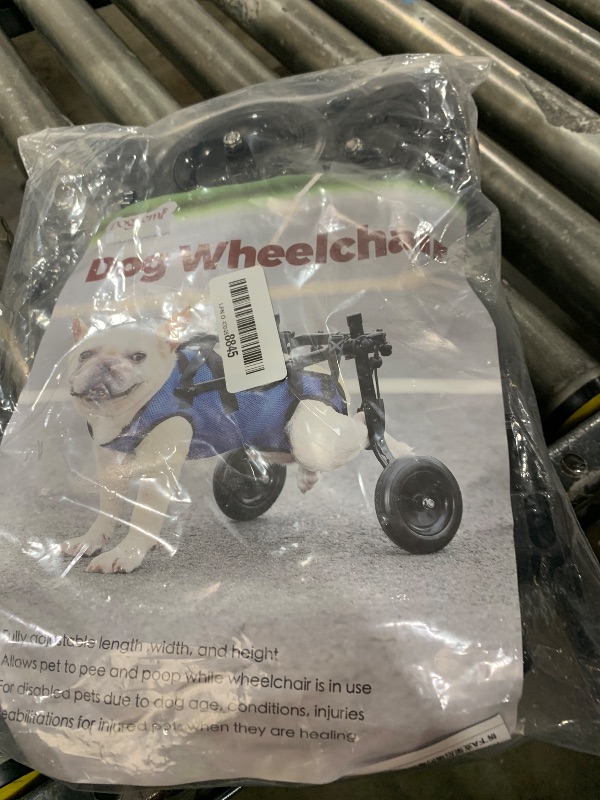 Dog Wheelchair
8845
Fully adjustable length, width, and height
Allows pet to pee and poop while wheelchair is in use
For disabled pets due to dog age, conditions, injuries
eabilitations for injured pets when they are healing